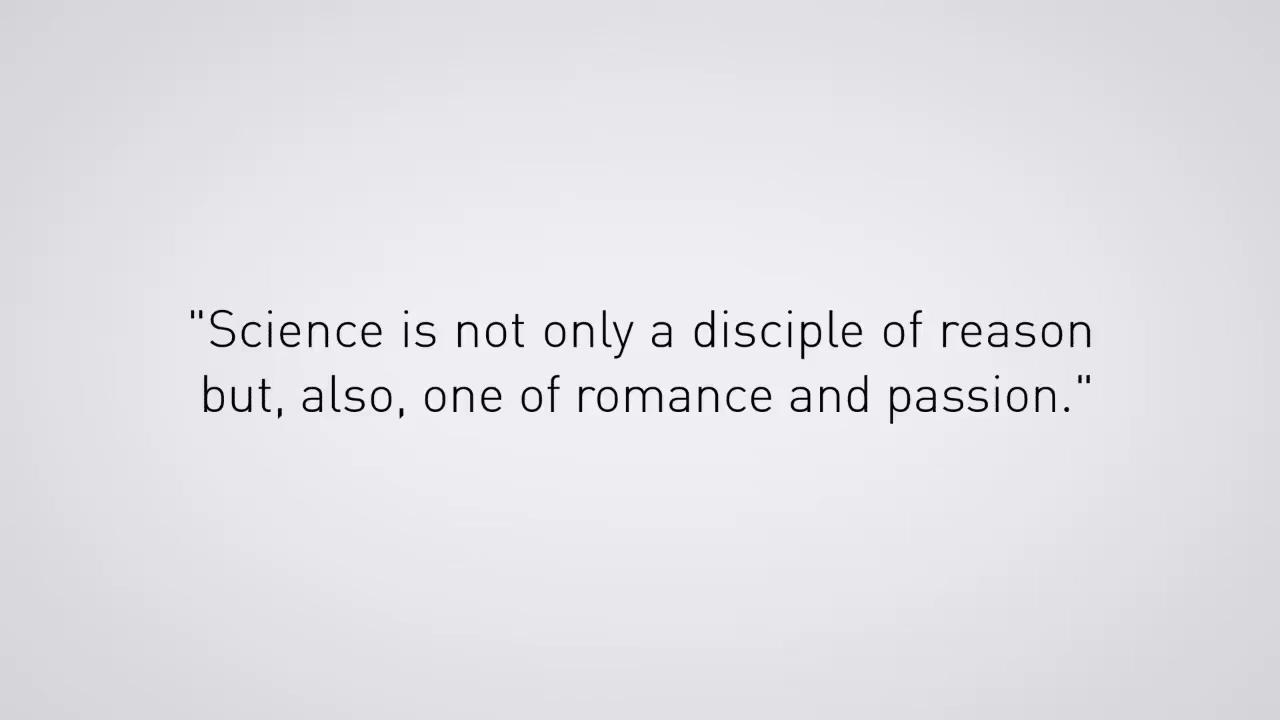 "Science is not only a disciple of reason
but, also, one of romance and passion."